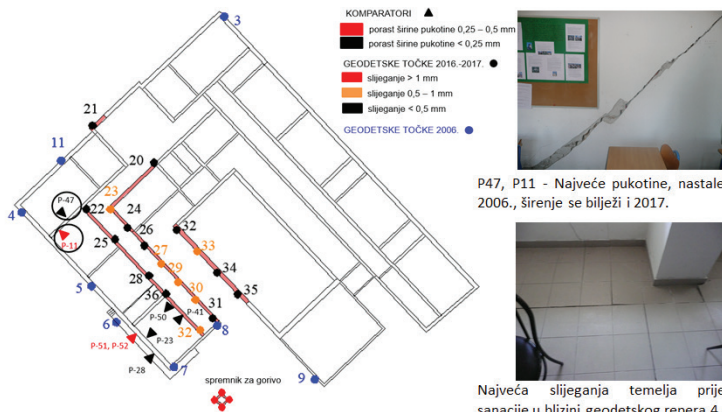 3
KOMPARATORI
porast širine pukotine 0,25 – 0,5 mm
porast širine pukotine < 0,25 mm
GEODETSKE TOČKE 2016.-2017.
slijeganje > 1 mm
slijeganje 0,5 – 1 mm
slijeganje < 0,5 mm
GEODETSKE TOČKE 2006.
21
11
20
23
P-47
4
22
24
P-11
25
26
27
32
33
28
29
34
5
36
30
35
P-50
P-41
31
6
32
8
P-51, P-52
P-23
P-28
7
9
spremnik za gorivo
P47, P11 - Najveće pukotine, nastale
2006., širenje se bilježi i 2017.
Najveća slijeganja temelja prije
sanacije u blizini geodetskog repera 4.